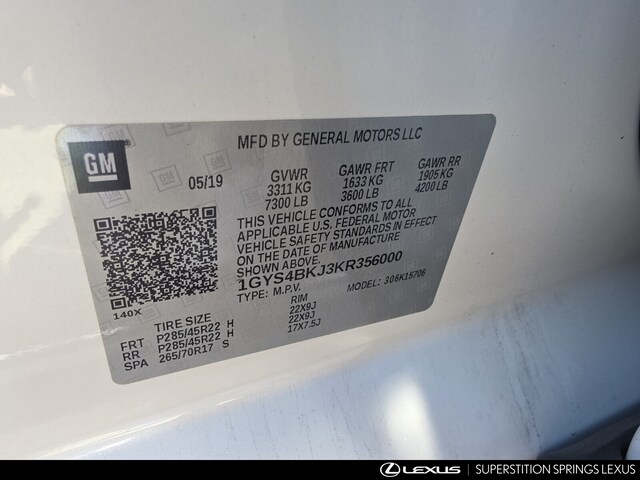 MFD BY GENERAL MOTORS LLC
GM
05/19
GVWR GAWR FRT GAWR RR
3311 KG 1633 KG 1905 KG
7300 LB 3600 LB 4200 LB
THIS VEHICLE CONFORMS TO ALL
APPLICABLE U.S. FEDERAL MOTOR
VEHICLE SAFETY STANDARDS IN EFFECT
ON THE DATE OF MANUFACTURE
SHOWN ABOVE.
1GYS4BKJ3KR356000
TYPE: M.P.V. MODEL: 306K15706
140X
TIRE SIZE RIM
FRT P285/45R22 H 22X9J
RR P285/45R22 H 22X9J
SPA 265/70R17 S 17X7.5J
LEXUS | SUPERSTITION SPRINGS LEXUS